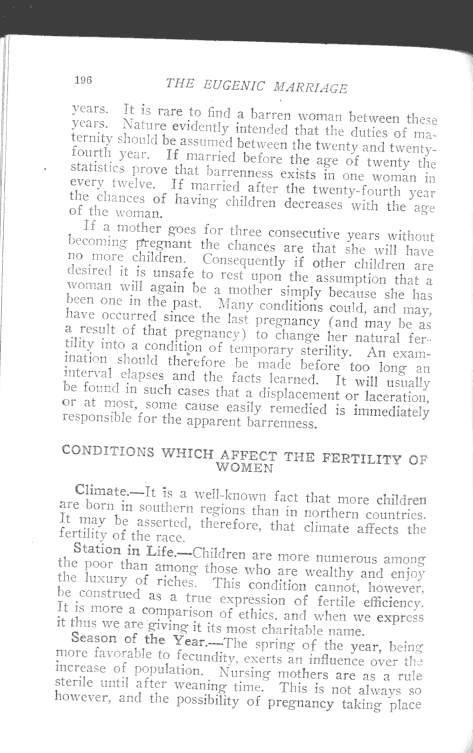 196
THE EUGENIC MARRIAGE
years. It is rare to find a barren woman between these
years. Nature evidently intended that the duties of ma-
ternity should be assumed between the twenty and twenty-
fourth year. If married before the age of twenty the
statistics prove that barrenness exists in one woman in
every twelve. If married after the twenty-fourth year
the chances of having children decreases with the age
of the woman.
If a mother goes for three consecutive years without
becoming pregnant the chances are that she will have
no more children. Consequently if other children are
desired it is unsafe to rest upon the assumption that a
woman will again be a mother simply because she has
been one in the past. Many conditions could, and may,
have occurred since the last pregnancy (and may be as
a result of that pregnancy) to change her natural fer-
tility into a condition of temporary sterility. An exam-
ination should therefore be made before too long an
interval elapses and the facts learned. It will usually
be found in such cases that a displacement or laceration,
or at most, some cause easily remedied is immediately
responsible for the apparent barrenness.
CONDITIONS WHICH AFFECT THE FERTILITY OF
WOMEN
Climate.—It is a well-known fact that more children
are born in southern regions than in northern countries.
It may be asserted, therefore, that climate affects the
fertility of the race.
Station in Life.—Children are more numerous among
the poor than among those who are wealthy and enjoy
the luxury of riches. This condition cannot, however,
be construed as a true expression of fertile efficiency.
It is more a comparison of ethics, and when we express
it thus we are giving it its most charitable name.
Season of the Year.—The spring of the year, being
more favorable to fecundity, exerts an influence over the
increase of population. Nursing mothers are as a rule
sterile until after weaning time. This is not always so
however, and the possibility of pregnancy taking place